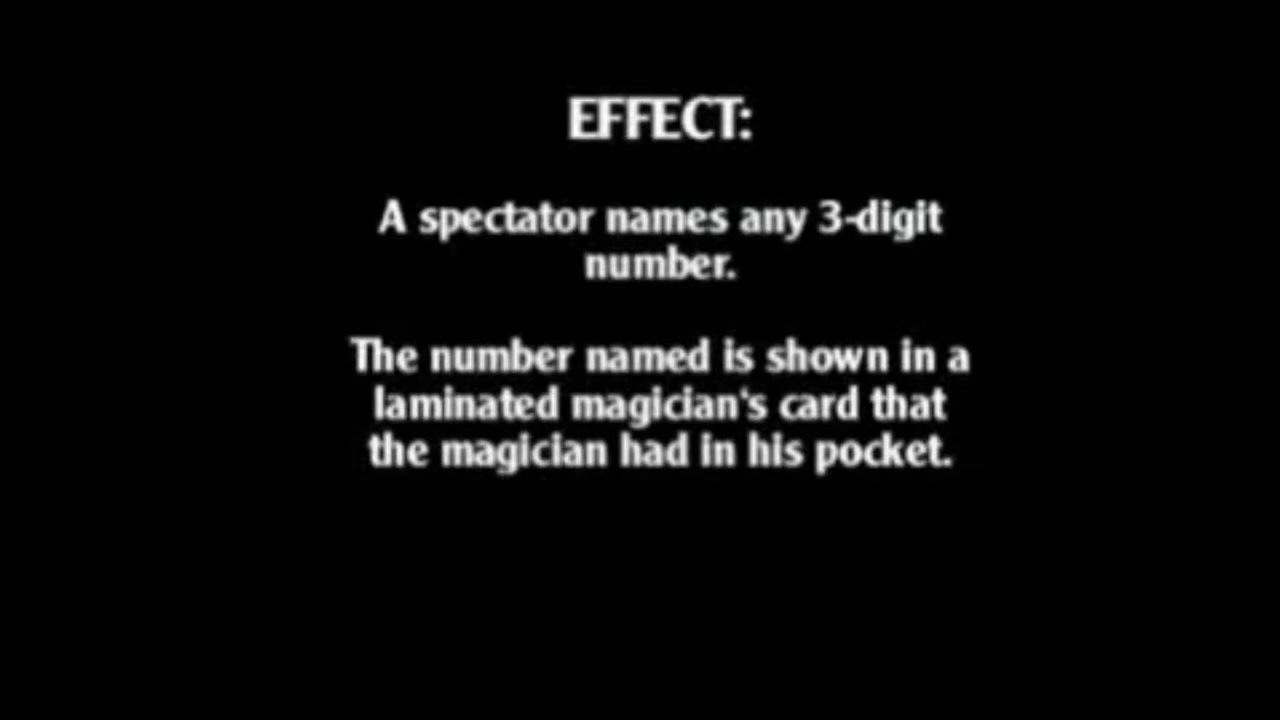 EFFECT:
A spectator names any 3-digit
number.
The number named is shown in a
laminated magician's card that
the magician had in his pocket.